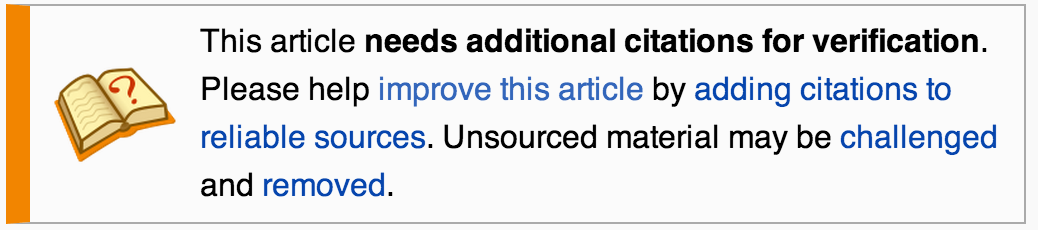 This article needs additional citations for verification.
Please help improve this article by adding citations to
reliable sources. Unsourced material may be challenged
and removed.